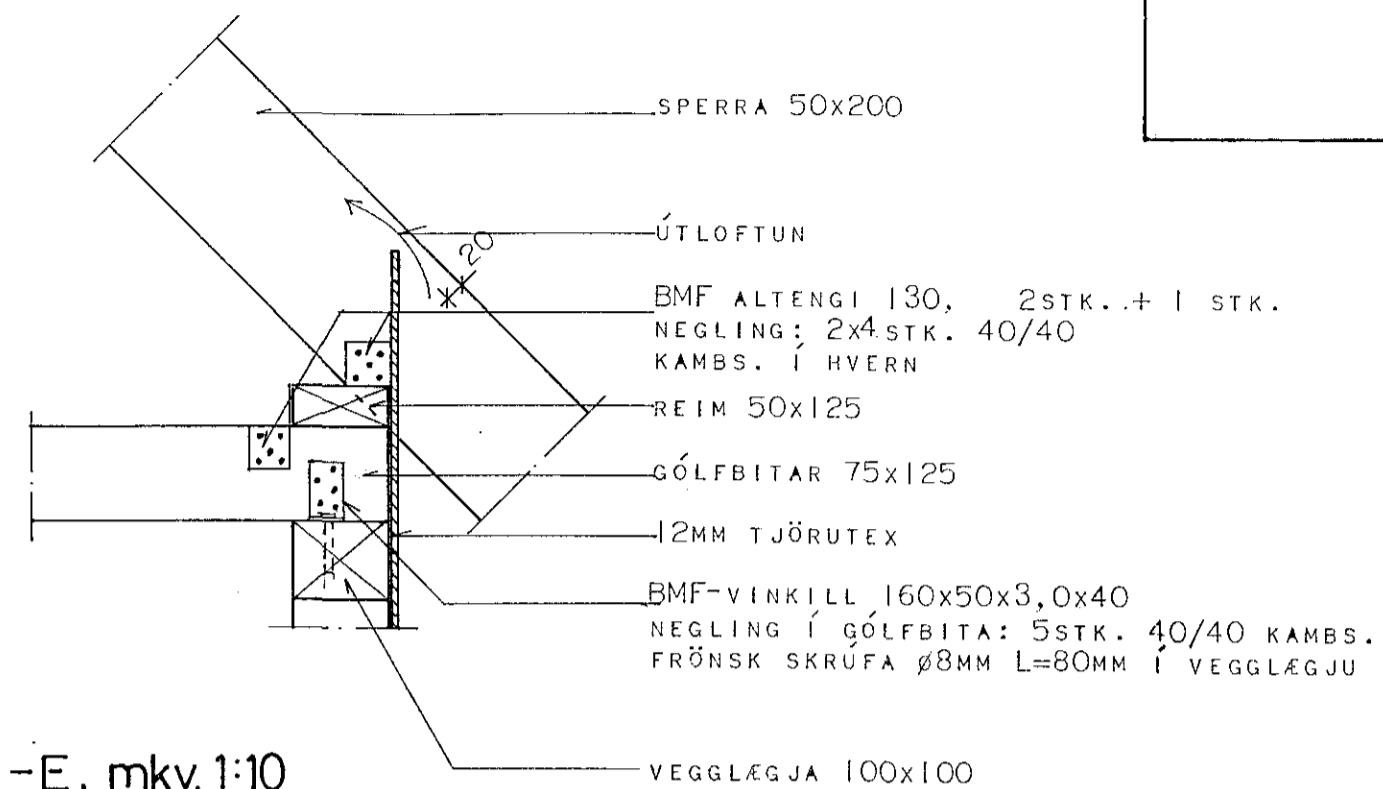 SPERRA 50x200
ÚTLOFTUN
20
BMF ALTENGI 130, 2STK. + 1 STK.
NEGLING: 2x4 STK. 40/40
KAMBS. Í HVERN
REIM 50x125
GÓLFBITAR 75x125
12MM TJÖRUTEX
BMF-VINKILL 160x50x3,0x40
NEGLING Í GÓLFBITA: 5STK. 40/40 KAMBS.
FRÖNSK SKRÚFA ø8MM L=80MM Í VEGGLÆGJU
VEGGLÆGJA 100x100
-E, mkv. 1:10